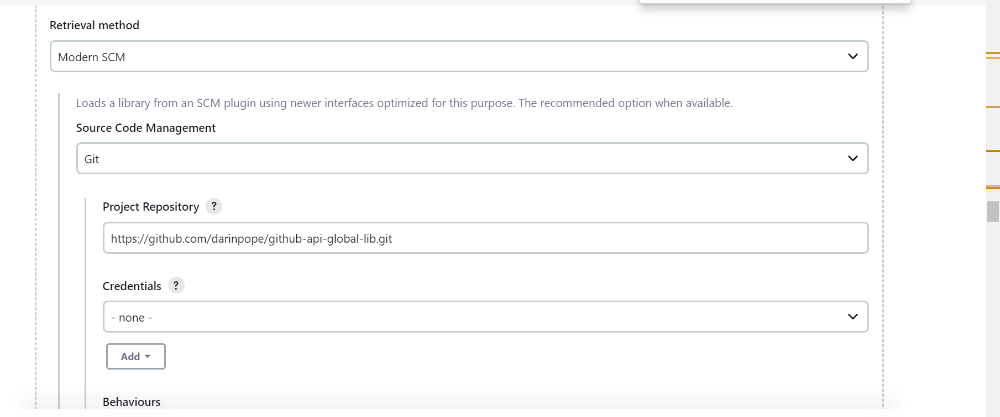 Retrieval method
Modern SCM
Loads a library from an SCM plugin using newer interfaces optimized for this purpose. The recommended option when available.
Source Code Management
Git
Project Repository ?
https://github.com/darinpope/github-api-global-lib.git
Credentials ?
- none -
Add
Behaviours